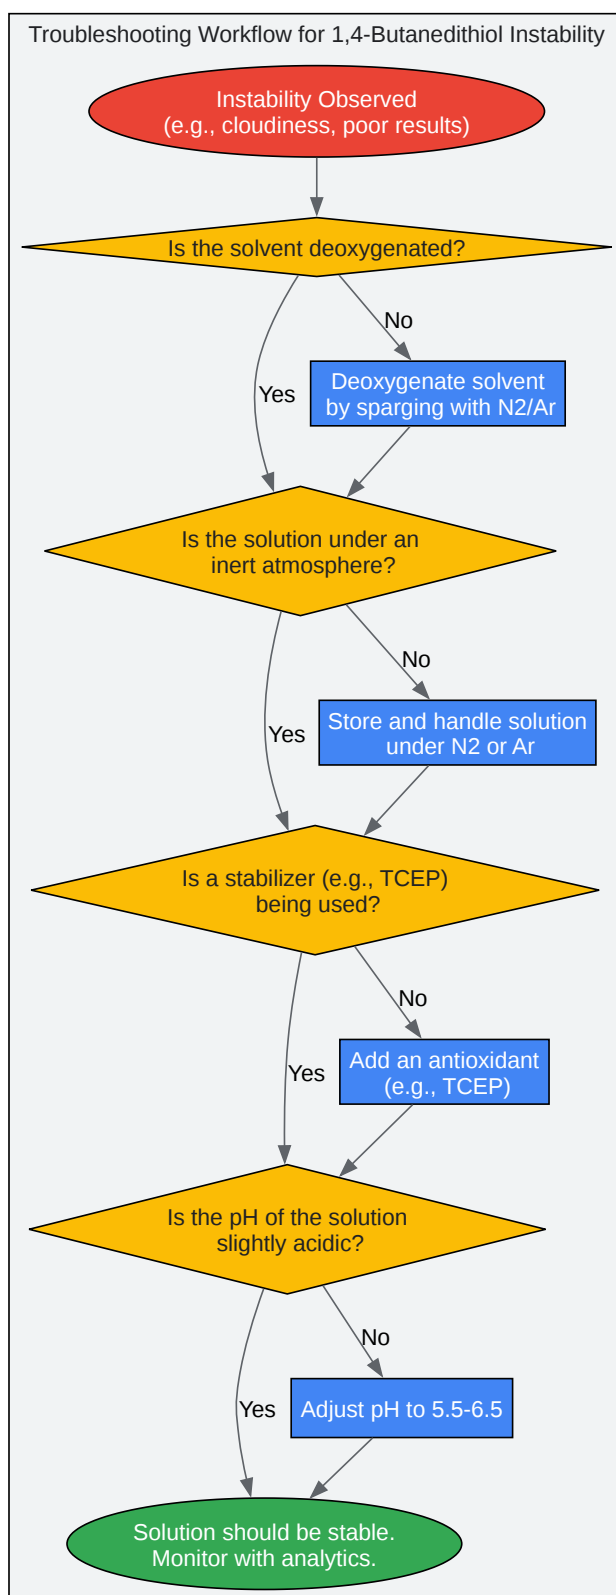 Troubleshooting Workflow for 1,4-Butanedithiol Instability
Instability Observed
(e.g., cloudiness, poor results)
Is the solvent deoxygenated?
No
Yes
Deoxygenate solvent
by sparging with N2/Ar
Is the solution under an
inert atmosphere?
No
Yes
Store and handle solution
under N2 or Ar
Is a stabilizer (e.g., TCEP)
being used?
No
Yes
Add an antioxidant
(e.g., TCEP)
Is the pH of the solution
slightly acidic?
No
Yes
Adjust pH to 5.5-6.5
Solution should be stable.
Monitor with analytics.